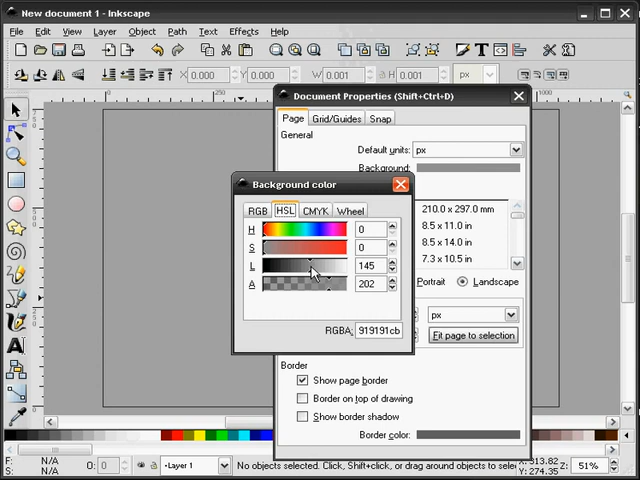 New document 1 - Inkscape
File Edit View Layer Object Path Text Effects Help
X 0.000 Y 0.000 W 0.001 H 0.001 px
250 1000
Document Properties (Shift+Ctrl+D)
Page Grid/Guides Snap
General
Default units: px
Background:
Background color
RGB HSL CMYK Wheel
210.0 x 297.0 mm
8.5 x 11.0 in
8.5 x 14.0 in
7.3 x 10.5 in
H 0
S 0
L 145
A 202
RGBA: 919191cb
Portrait Landscape
px
Fit page to selection
Border
Show page border
Border on top of drawing
Show border shadow
Border color:
F: N/A
S: N/A
O: 0
Layer 1
No objects selected. Click, Shift+click, or drag around objects to sele
X: 313.82
Y: 274.35
Z: 51%